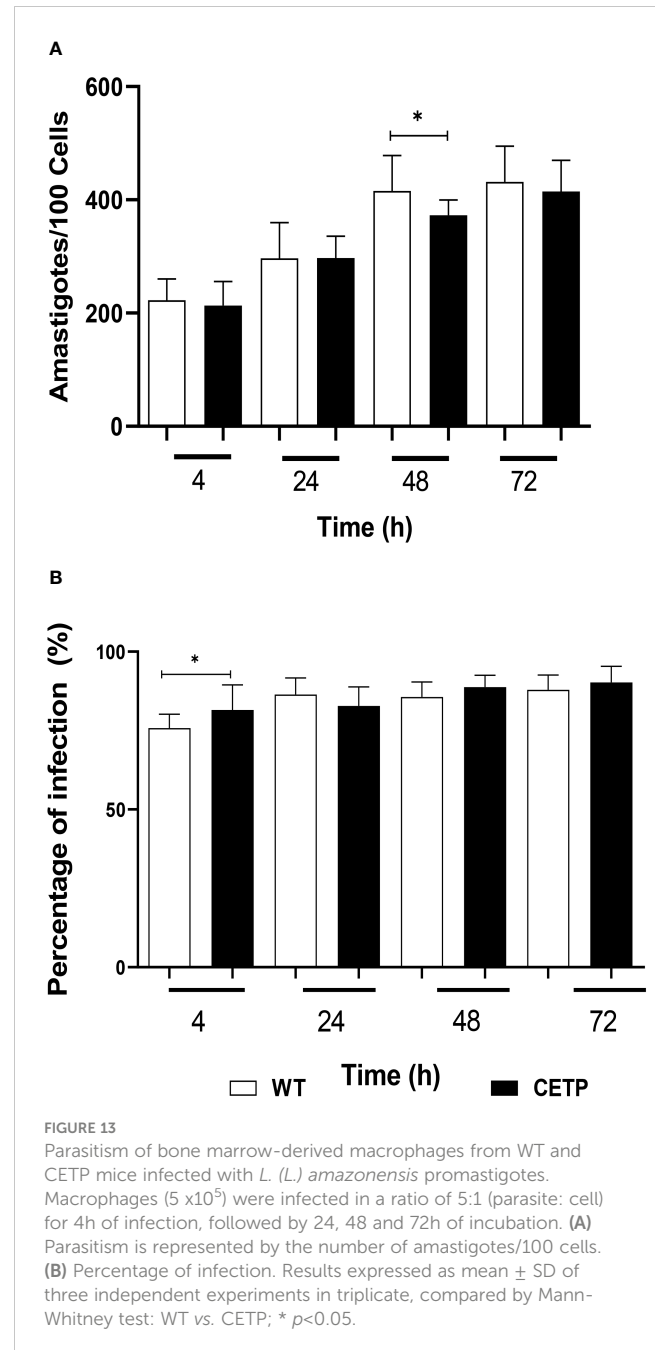 A
600
400
200
0
Amastigotes/100 Cells
*
4 24 48 72
Time (h)
B
100
50
0
Percentage of infection (%)
*
4 24 48 72
Time (h)
WT CETP
FIGURE 13
Parasitism of bone marrow-derived macrophages from WT and
CETP mice infected with L. (L.) amazonensis promastigotes.
Macrophages (5 x10⁵) were infected in a ratio of 5:1 (parasite: cell)
for 4h of infection, followed by 24, 48 and 72h of incubation. (A)
Parasitism is represented by the number of amastigotes/100 cells.
(B) Percentage of infection. Results expressed as mean ± SD of
three independent experiments in triplicate, compared by Mann-
Whitney test: WT vs. CETP; * p<0.05.